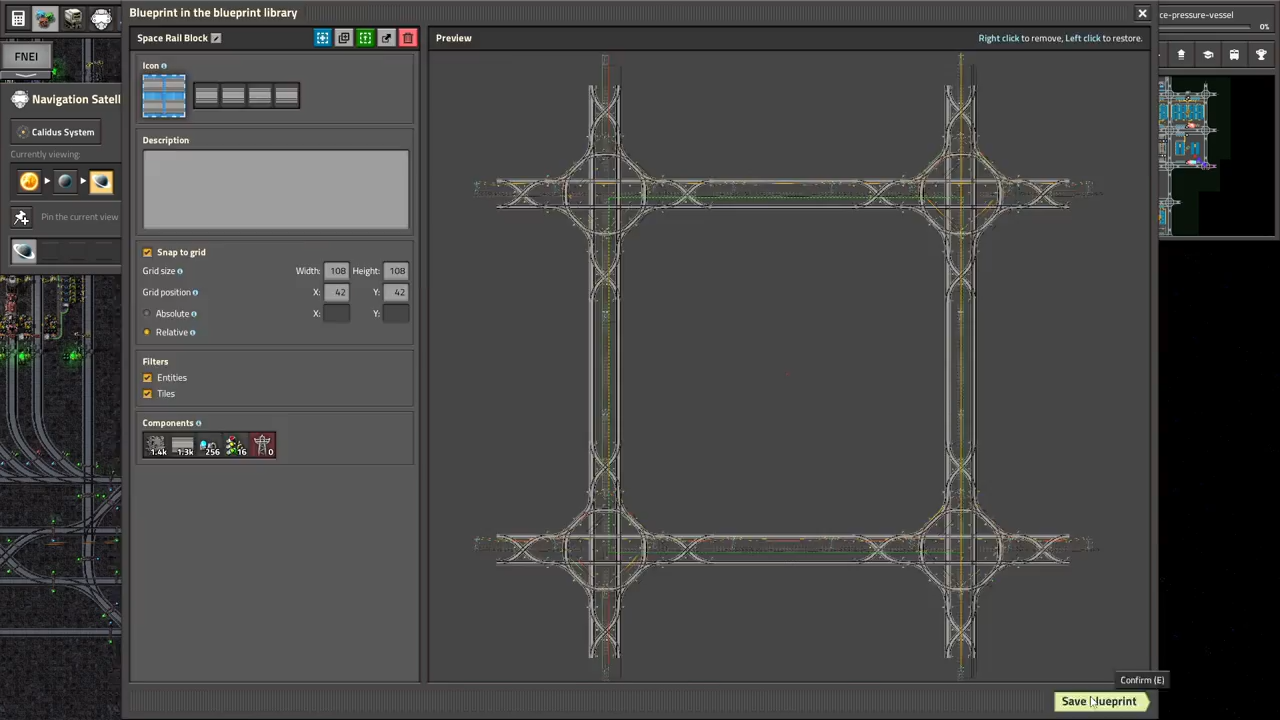 Blueprint in the blueprint library
ce-pressure-vessel
0%
Space Rail Block
Preview
Right click to remove, Left click to restore.
FNEI
Icon
Navigation Satell
Calidus System
Description
Currently viewing:
Pin the current view
Snap to grid
Grid size Width: 108 Height: 108
Grid position X: 42 Y: 42
Absolute X: Y:
Relative
Filters
Entities
Tiles
Components
1.4k 1.3k 256 16 0
Confirm (E)
Save blueprint